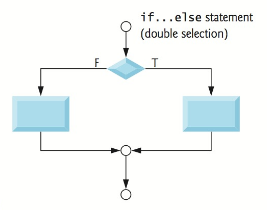 if...else statement
(double selection)
F T